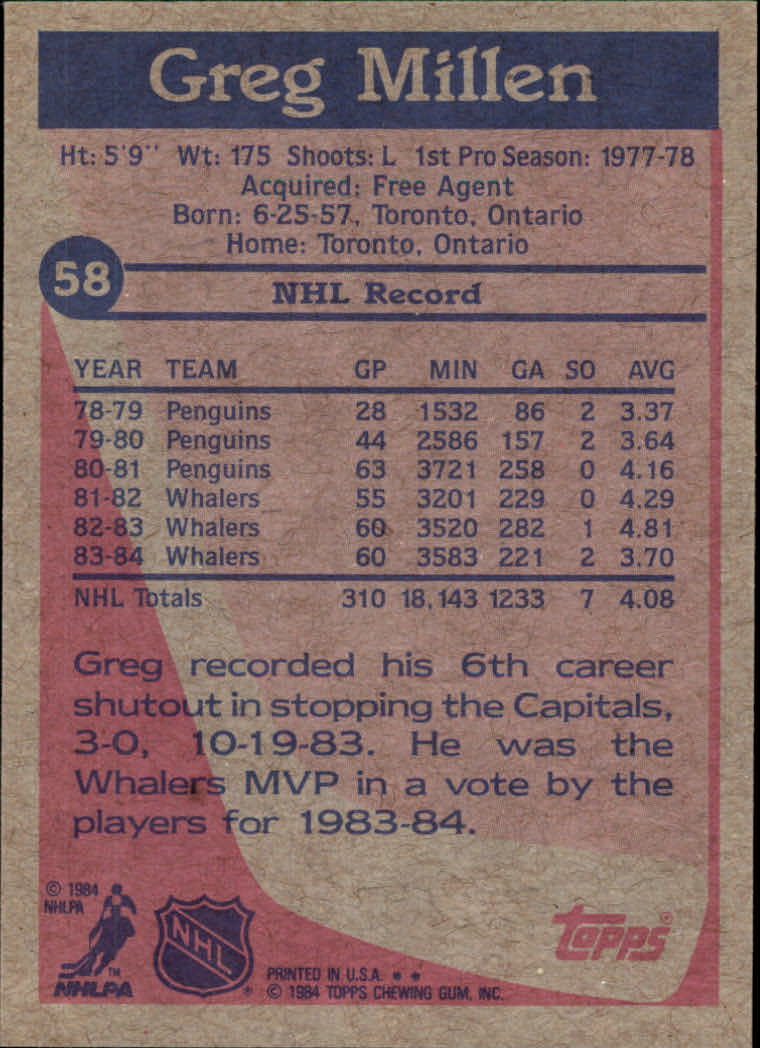 Greg Millen
Ht: 5'9" Wt: 175 Shoots: L 1st Pro Season: 1977-78
Acquired: Free Agent
Born: 6-25-57, Toronto, Ontario
Home: Toronto, Ontario
58
NHL Record
YEAR TEAM GP MIN GA SO AVG
78-79 Penguins 28 1532 86 2 3.37
79-80 Penguins 44 2586 157 2 3.64
80-81 Penguins 63 3721 258 0 4.16
81-82 Whalers 55 3201 229 0 4.29
82-83 Whalers 60 3520 282 1 4.81
83-84 Whalers 60 3583 221 2 3.70
NHL Totals 310 18,143 1233 7 4.08
Greg recorded his 6th career
shutout in stopping the Capitals,
3-0, 10-19-83. He was the
Whalers MVP in a vote by the
players for 1983-84.
© 1984
NHLPA
TM
NHLPA
NHL
topps®
PRINTED IN U.S.A. * *
* © 1984 TOPPS CHEWING GUM, INC.